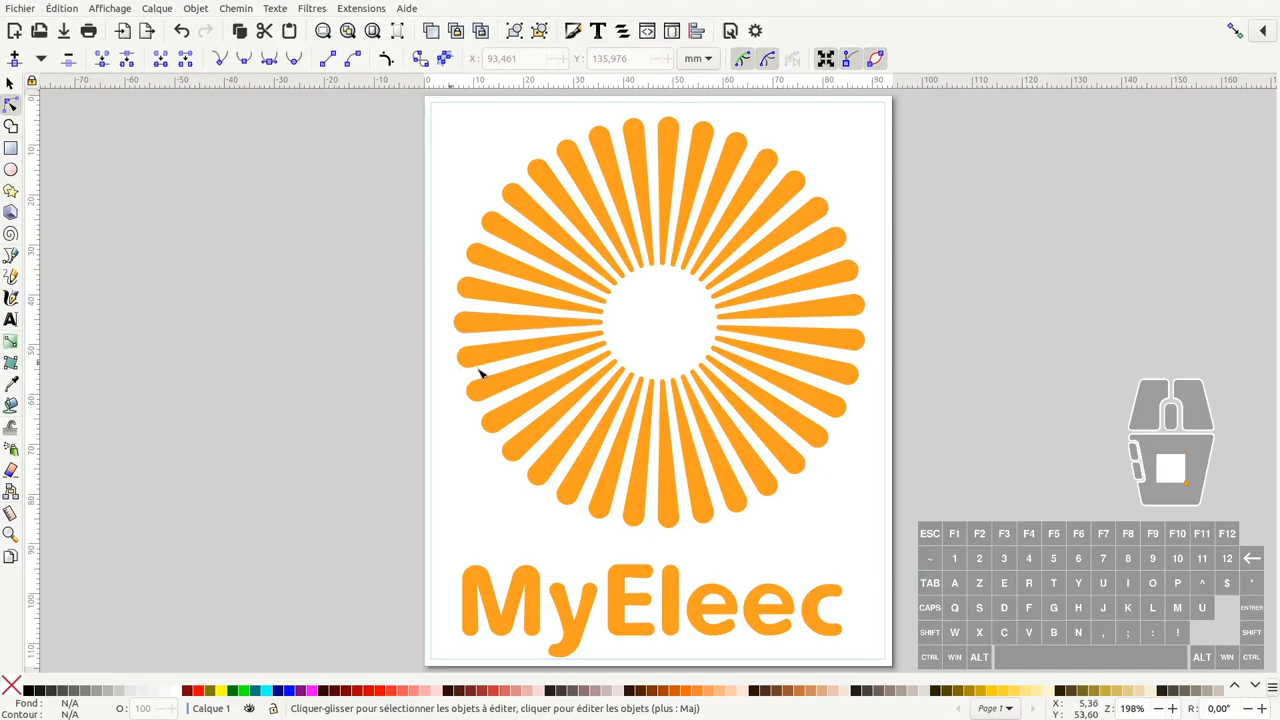 Fichier Édition Affichage Calque Objet Chemin Texte Filtres Extensions Aide
X : 93,461 Y : 135,976 mm
MyEleec
ESC F1 F2 F3 F4 F5 F6 F7 F8 F9 F10 F11 F12
~ 1 2 3 4 5 6 7 8 9 10 11 12
TAB A Z E R T Y U I O P ^ $ *
CAPS Q S D F G H J K L M U ENTRER
SHIFT W X C V B N , ; : ! SHIFT
CTRL WIN ALT ALT WIN CTRL
Fond : N/A
Contour : N/A
O : 100
Calque 1
Cliquer-glisser pour sélectionner les objets à éditer, cliquer pour éditer les objets (plus : Maj)
Page 1
X : 5,36
Y : 53,60
Z : 198%
R : 0,00°